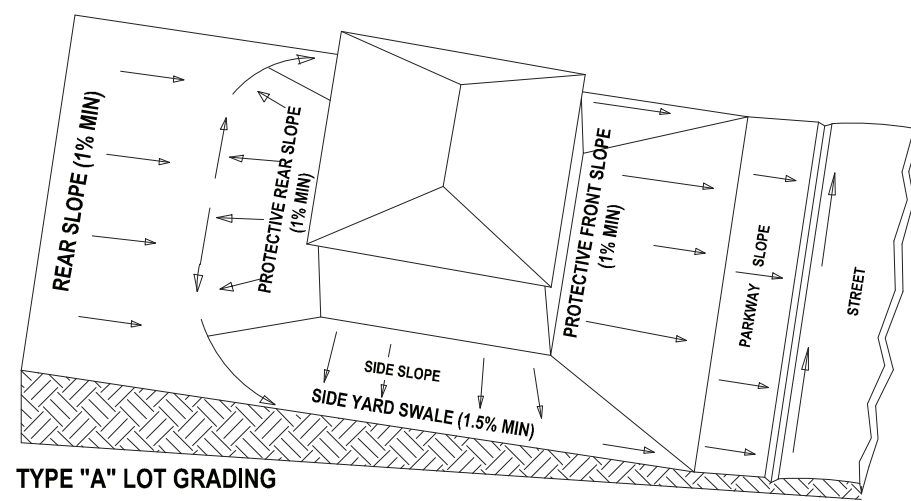 REAR SLOPE (1% MIN)
PROTECTIVE REAR SLOPE
(1% MIN)
PROTECTIVE FRONT SLOPE
(1% MIN)
PARKWAY SLOPE
STREET
SIDE SLOPE
SIDE YARD SWALE (1.5% MIN)
TYPE "A" LOT GRADING